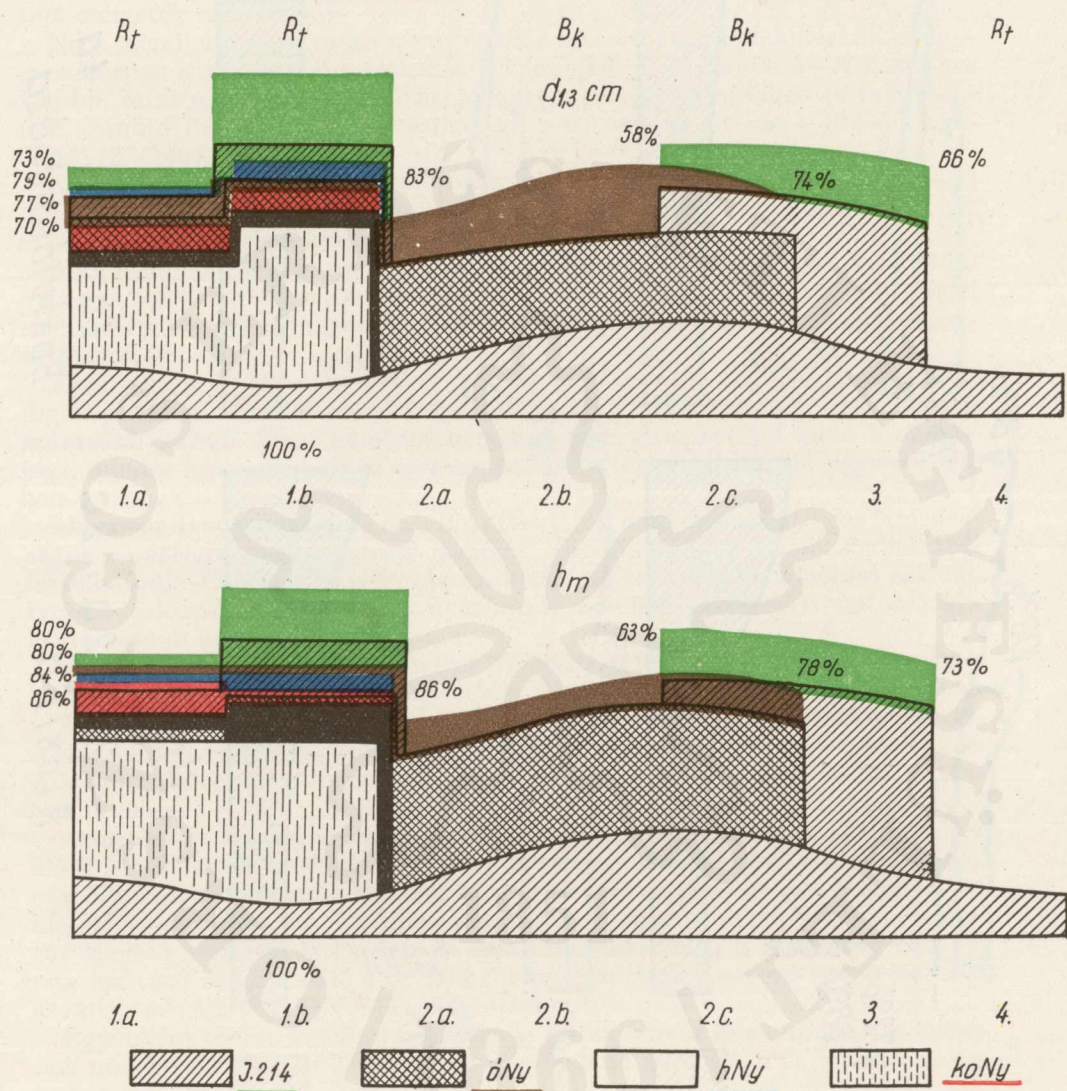 Rt Rt Bk Bk Rt
d1,3 cm
58%
73% 66%
79% 83% 74%
77%
70%
100%
1.a. 1.b. 2.a. 2.b. 2.c. 3. 4.
hm
80% 63%
80% 78% 73%
84%
86% 86%
100%
1.a. 1.b. 2.a. 2.b. 2.c. 3. 4.
J.214 óNy hNy koNy